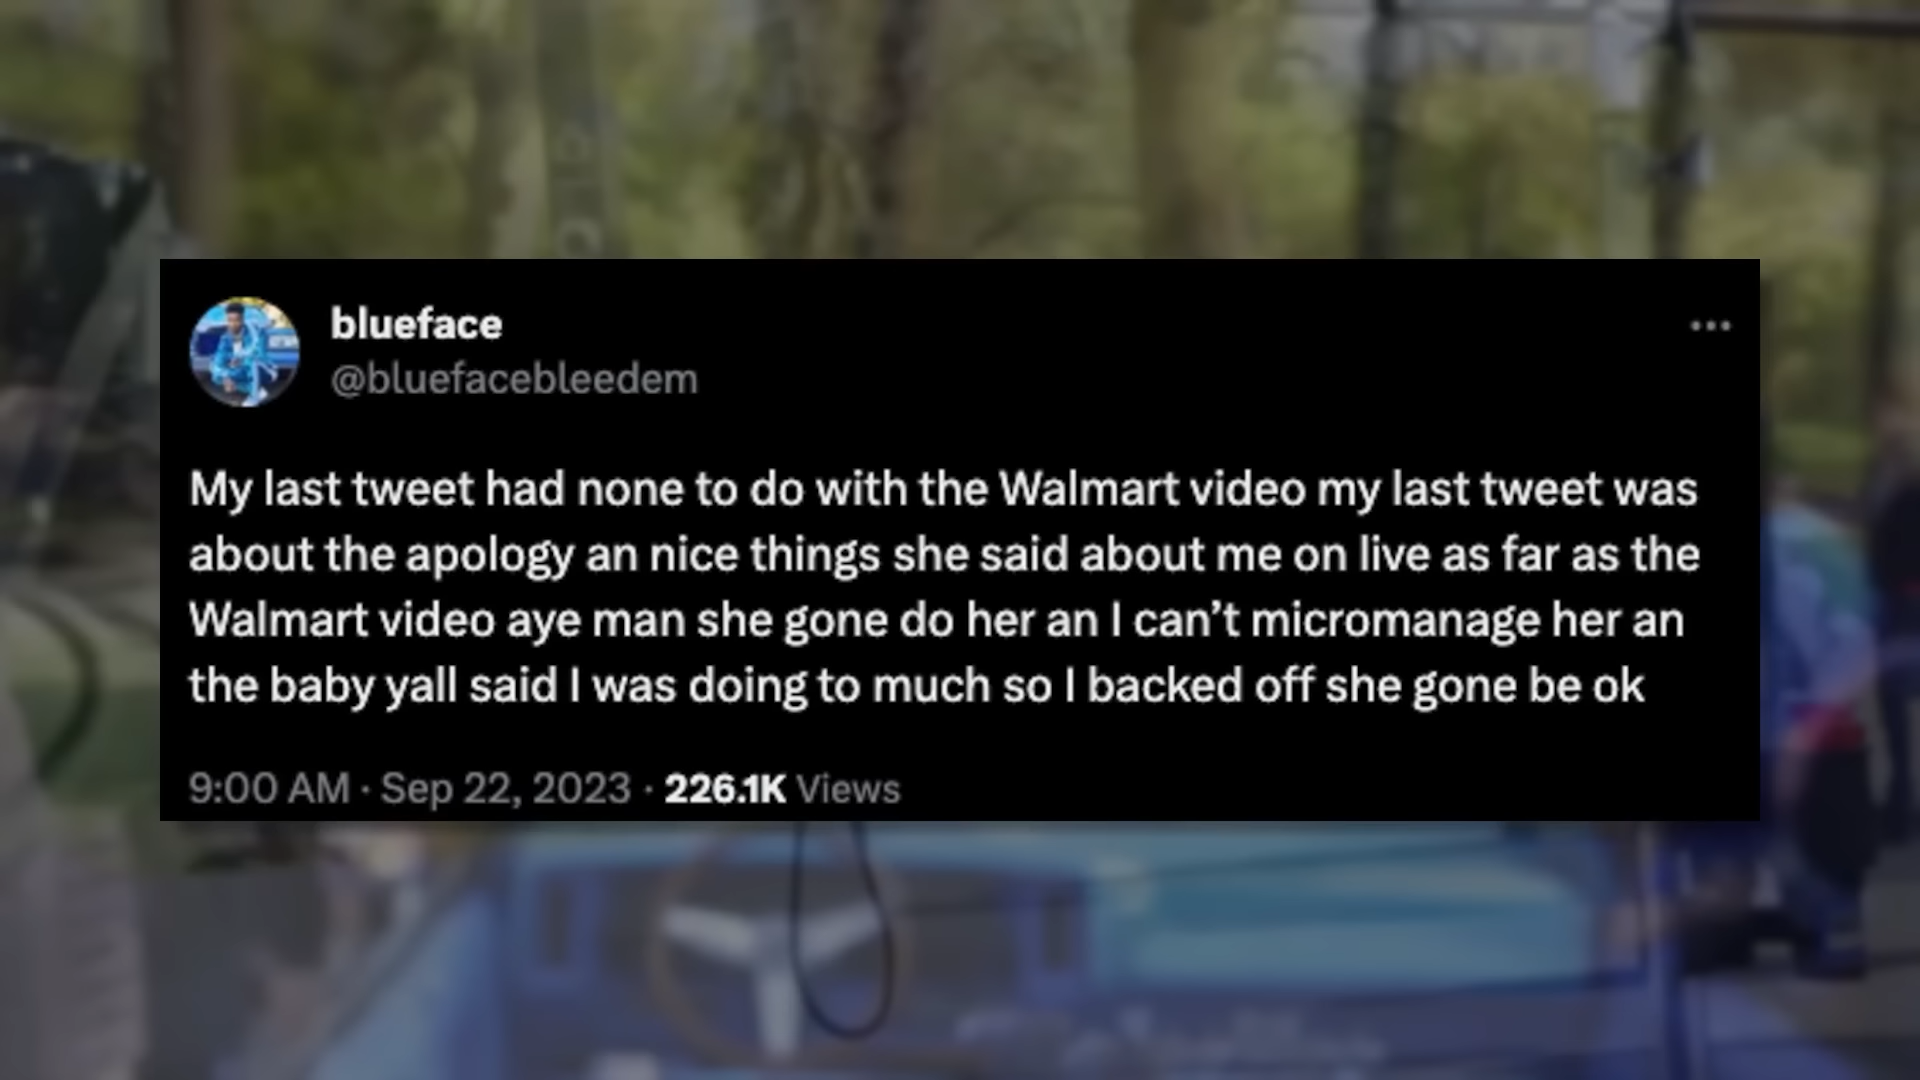 blueface
@bluefacebleedem
My last tweet had none to do with the Walmart video my last tweet was
about the apology an nice things she said about me on live as far as the
Walmart video aye man she gone do her an I can’t micromanage her an
the baby yall said I was doing to much so I backed off she gone be ok
9:00 AM · Sep 22, 2023 · 226.1K Views